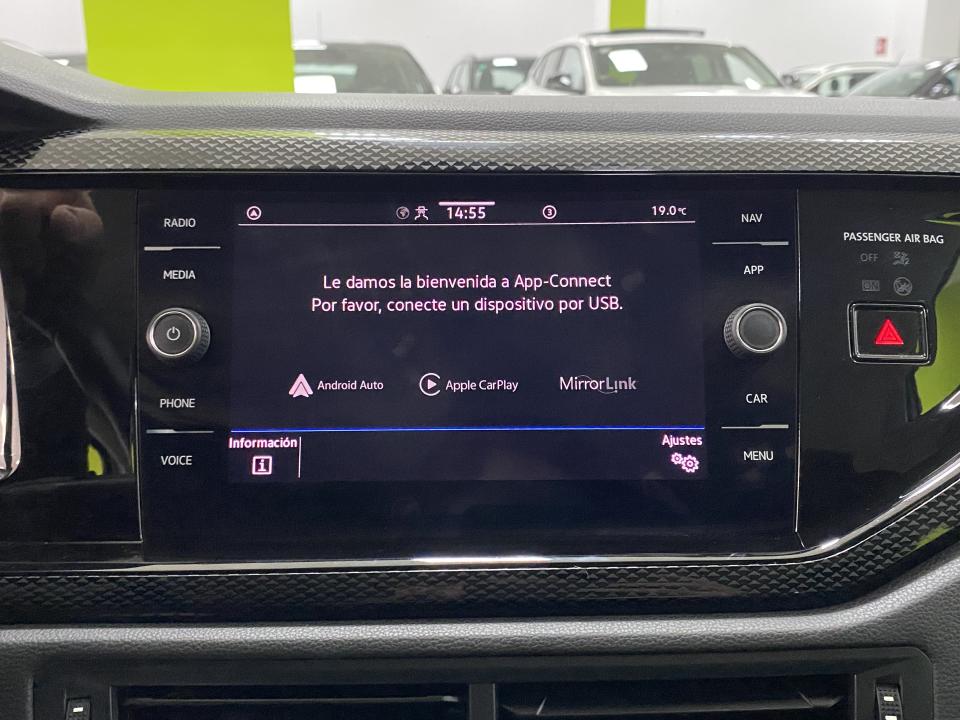 RADIO
MEDIA
PHONE
VOICE
14:55
3
19.0°C
Le damos la bienvenida a App-Connect
Por favor, conecte un dispositivo por USB.
Android Auto
Apple CarPlay
MirrorLink
Información
i
Ajustes
NAV
APP
CAR
MENU
PASSENGER AIR BAG
OFF
ON